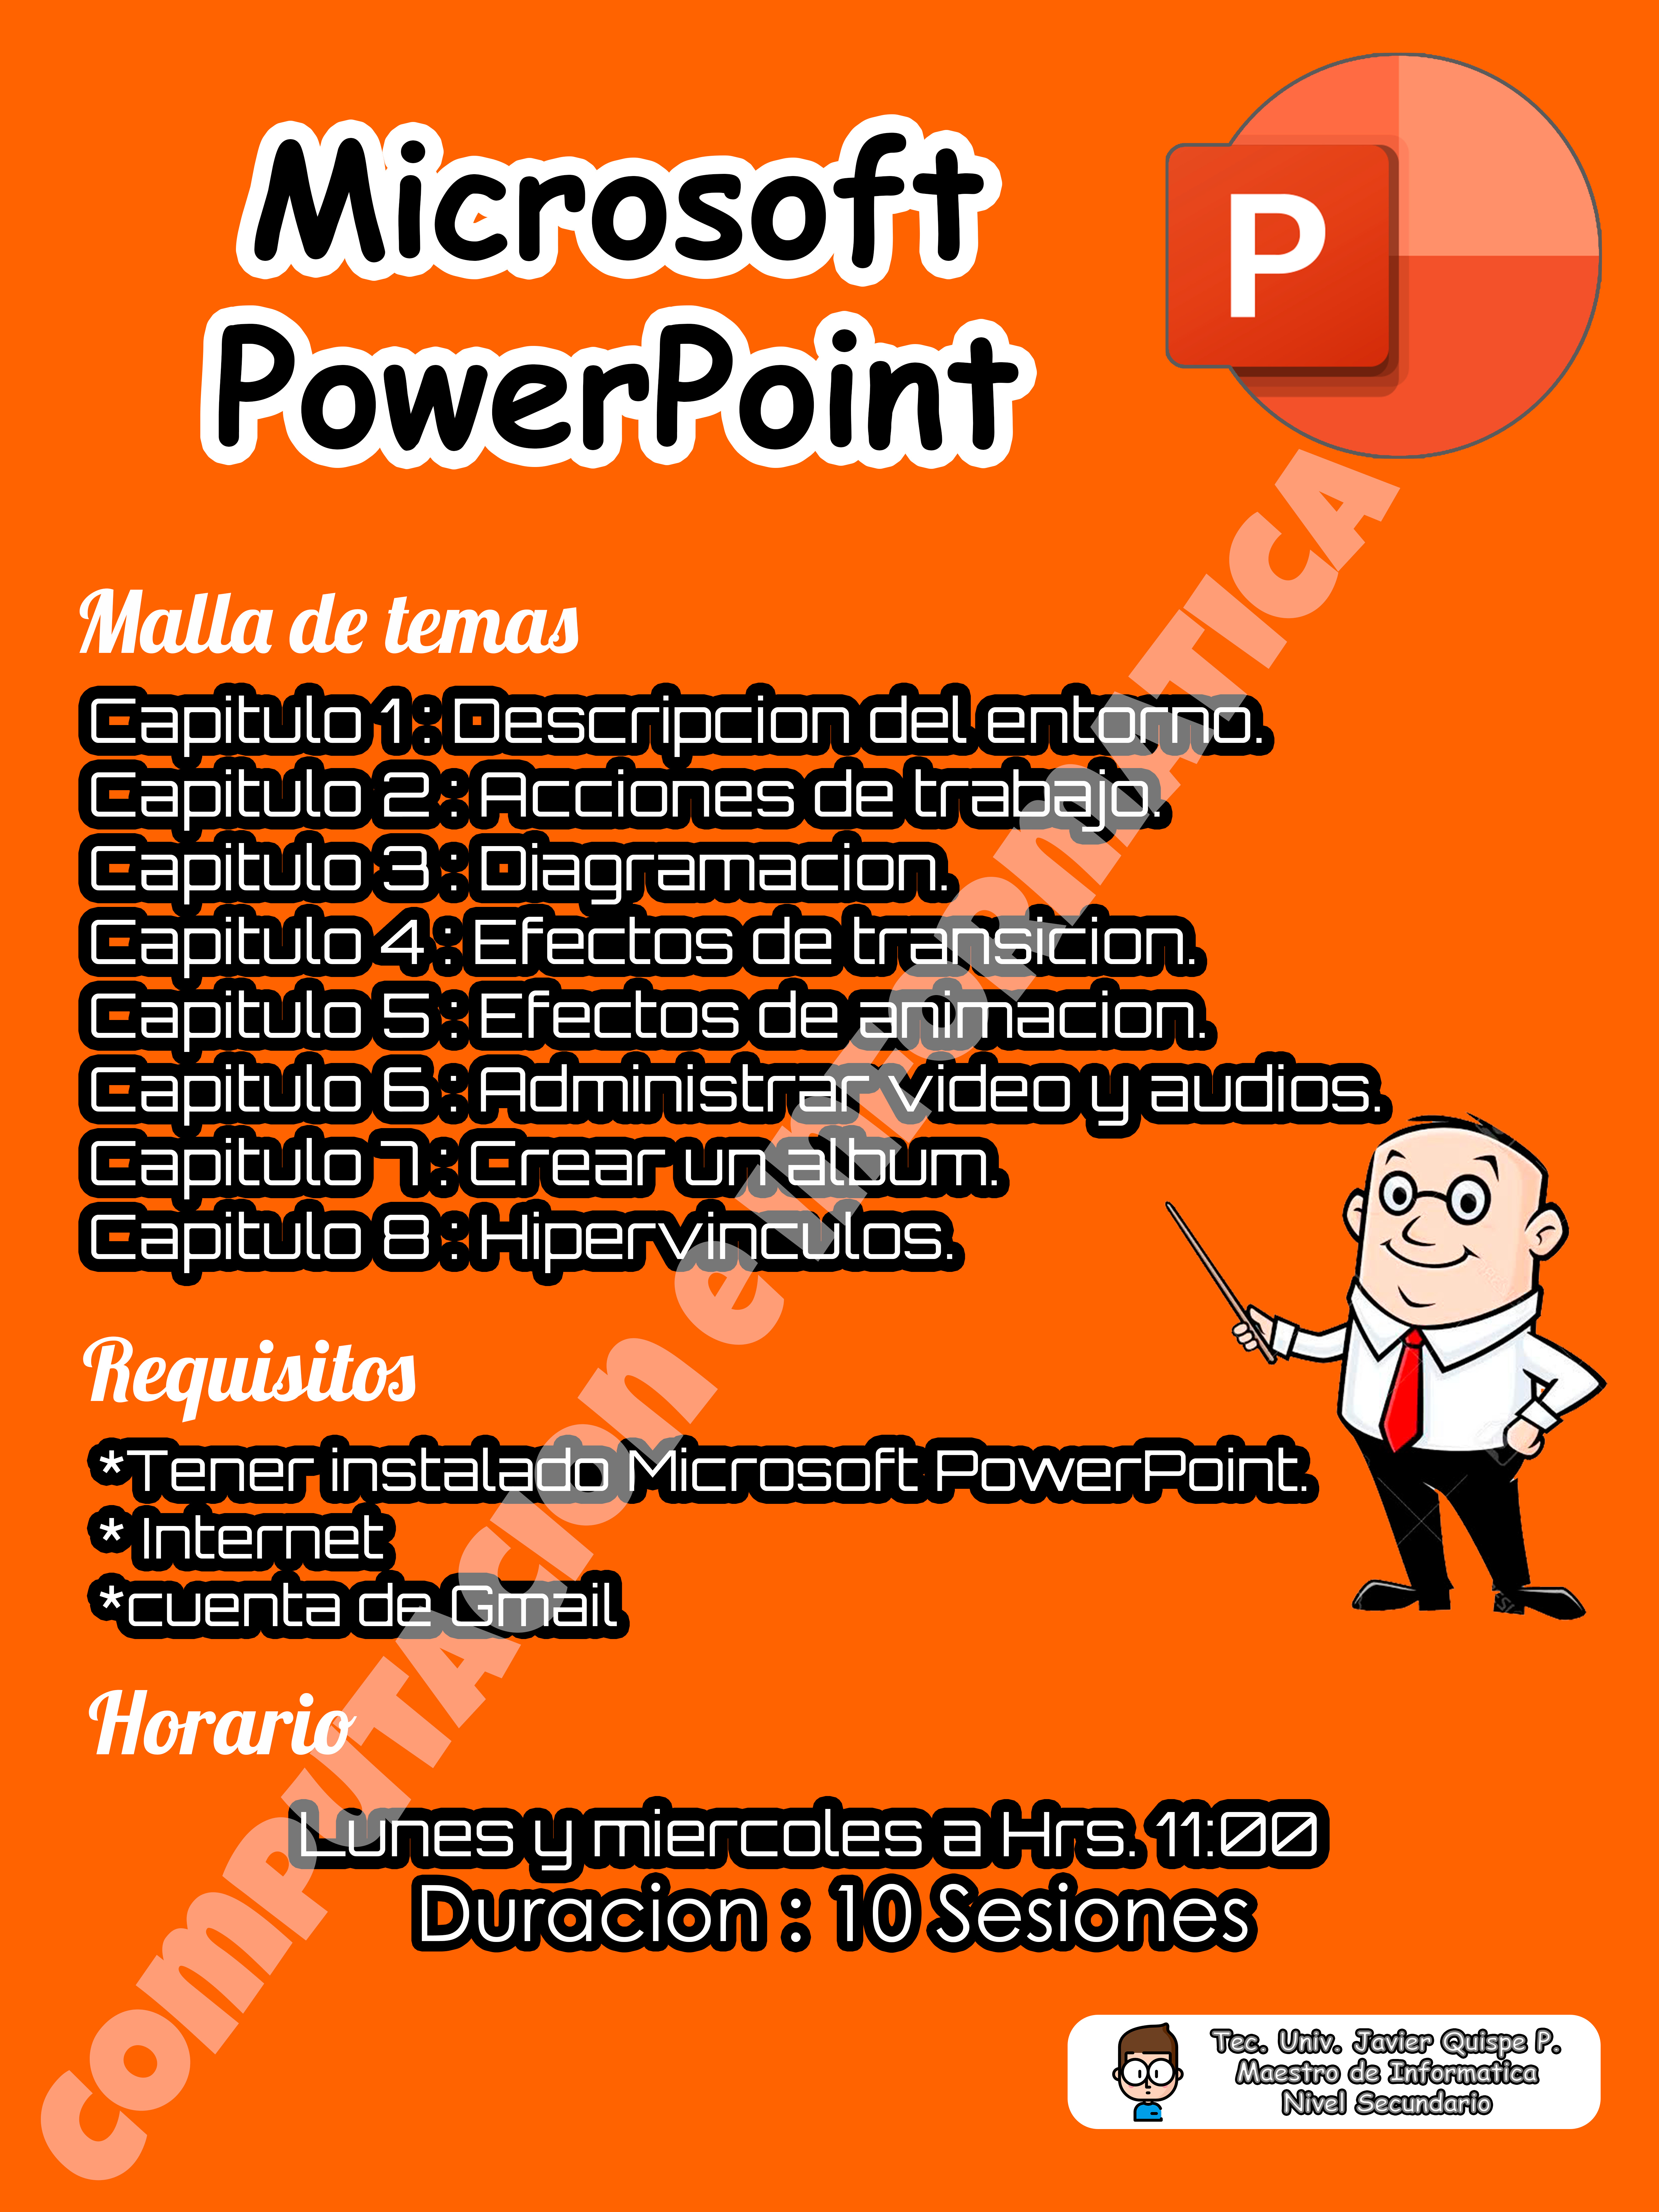 Microsoft
PowerPoint
P
Malla de temas
Capitulo 1: Descripcion del entorno.
Capitulo 2: Acciones de trabajo.
Capitulo 3: Diagramacion.
Capitulo 4: Efectos de transicion.
Capitulo 5: Efectos de animacion.
Capitulo 6: Administrar video y audios.
Capitulo 7: Crear un album.
Capitulo 8: Hipervinculos.
Requisitos
*Tener instalado Microsoft PowerPoint.
* Internet
*cuenta de Gmail
Horario
Lunes y miercoles a Hrs. 11:00
Duracion : 10 Sesiones
COMPUTACION e INFORMATICA
Tec. Univ. Javier Quispe P.
Maestro de Informatica
Nivel Secundario